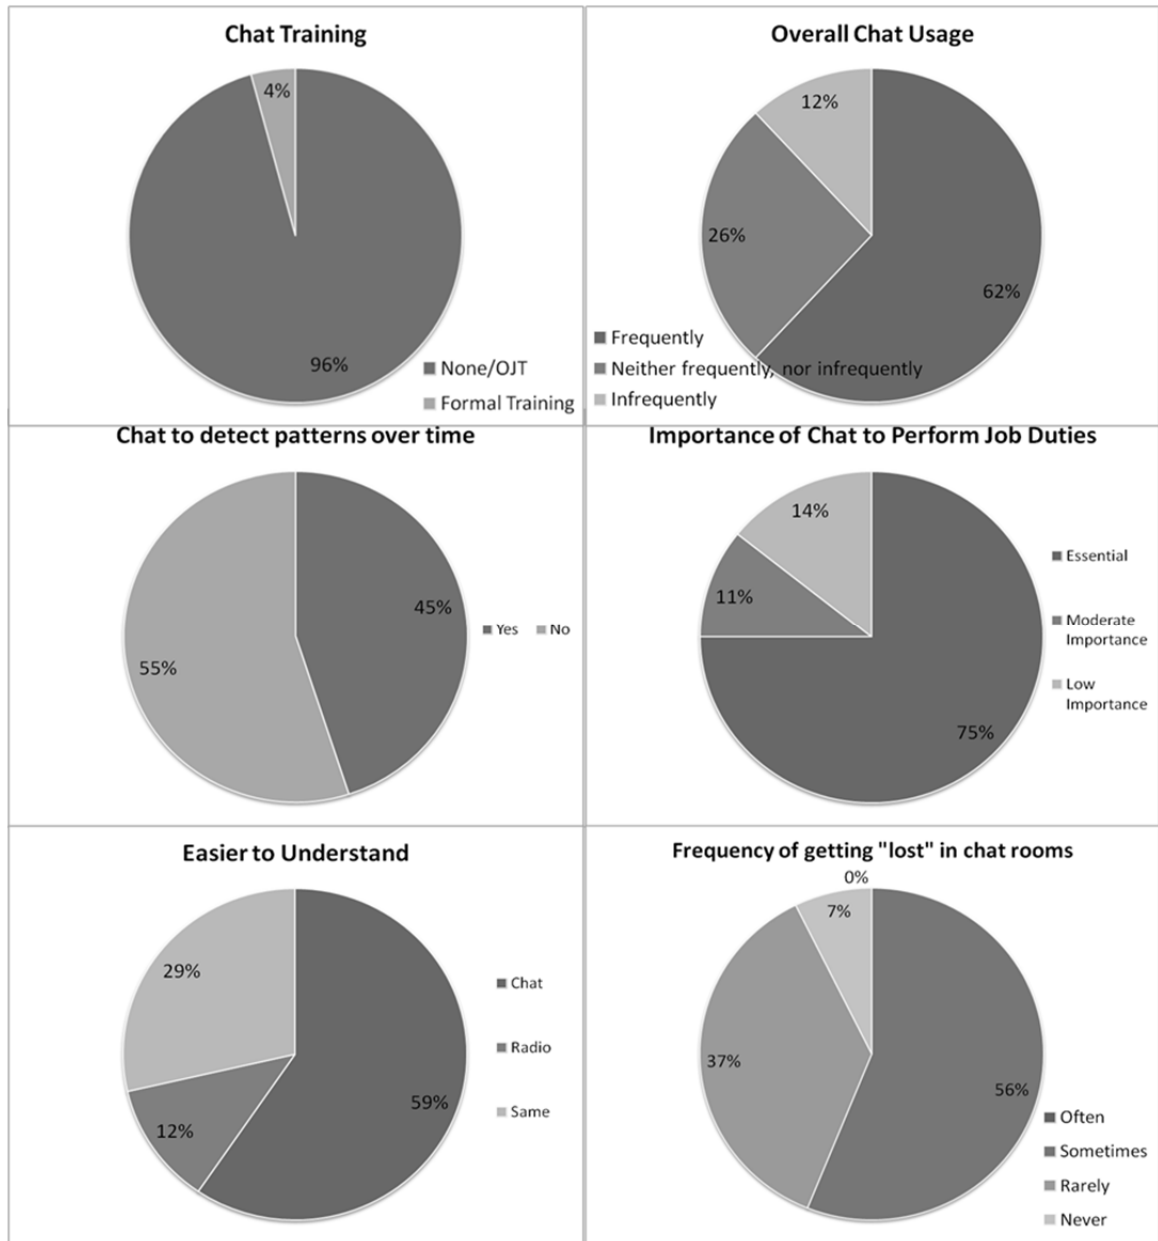 Chat Training
4%
96%
None/OJT
Formal Training
Overall Chat Usage
12%
26%
62%
Frequently
Neither frequently, nor infrequently
Infrequently
Chat to detect patterns over time
45%
55%
Yes No
Importance of Chat to Perform Job Duties
14%
11%
75%
Essential
Moderate
Importance
Low
Importance
Easier to Understand
29%
12%
59%
Chat
Radio
Same
Frequency of getting "lost" in chat rooms
0%
7%
37%
56%
Often
Sometimes
Rarely
Never